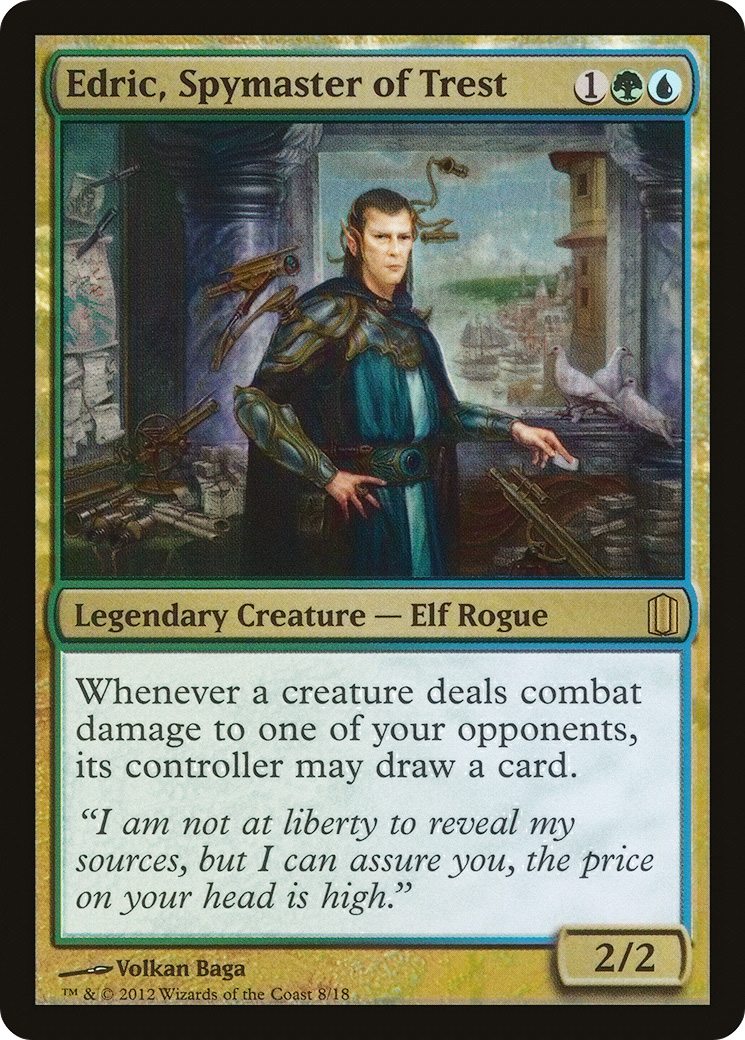 Edric, Spymaster of Trest 1
Legendary Creature — Elf Rogue
Whenever a creature deals combat
damage to one of your opponents,
its controller may draw a card.
“I am not at liberty to reveal my
sources, but I can assure you, the price
on your head is high.”
2/2
Volkan Baga
™ & © 2012 Wizards of the Coast 8/18